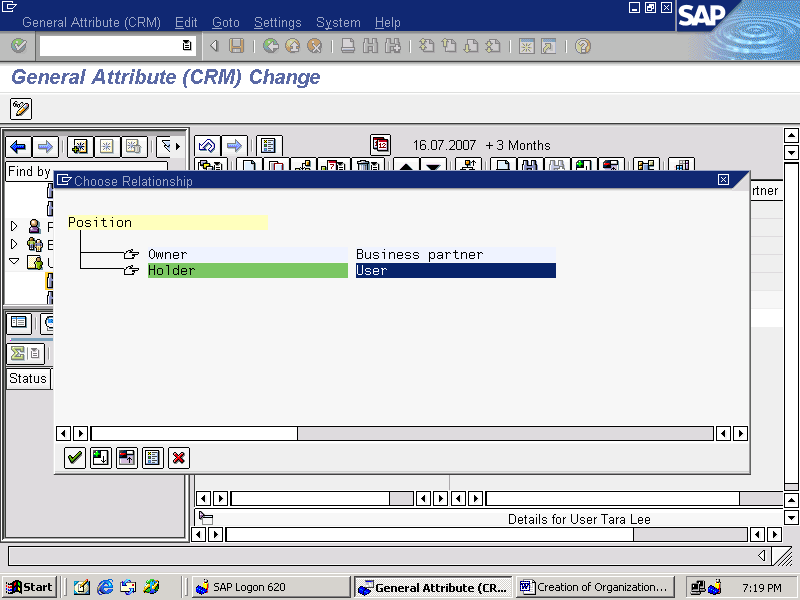 General Attribute (CRM) Edit Goto Settings System Help
SAP
General Attribute (CRM) Change
16.07.2007 + 3 Months
Find by
rtner
Choose Relationship
Position
Owner Business partner
Holder User
Status
Details for User Tara Lee
Start SAP Logon 620 General Attribute (CR... Creation of Organization... 7:19 PM